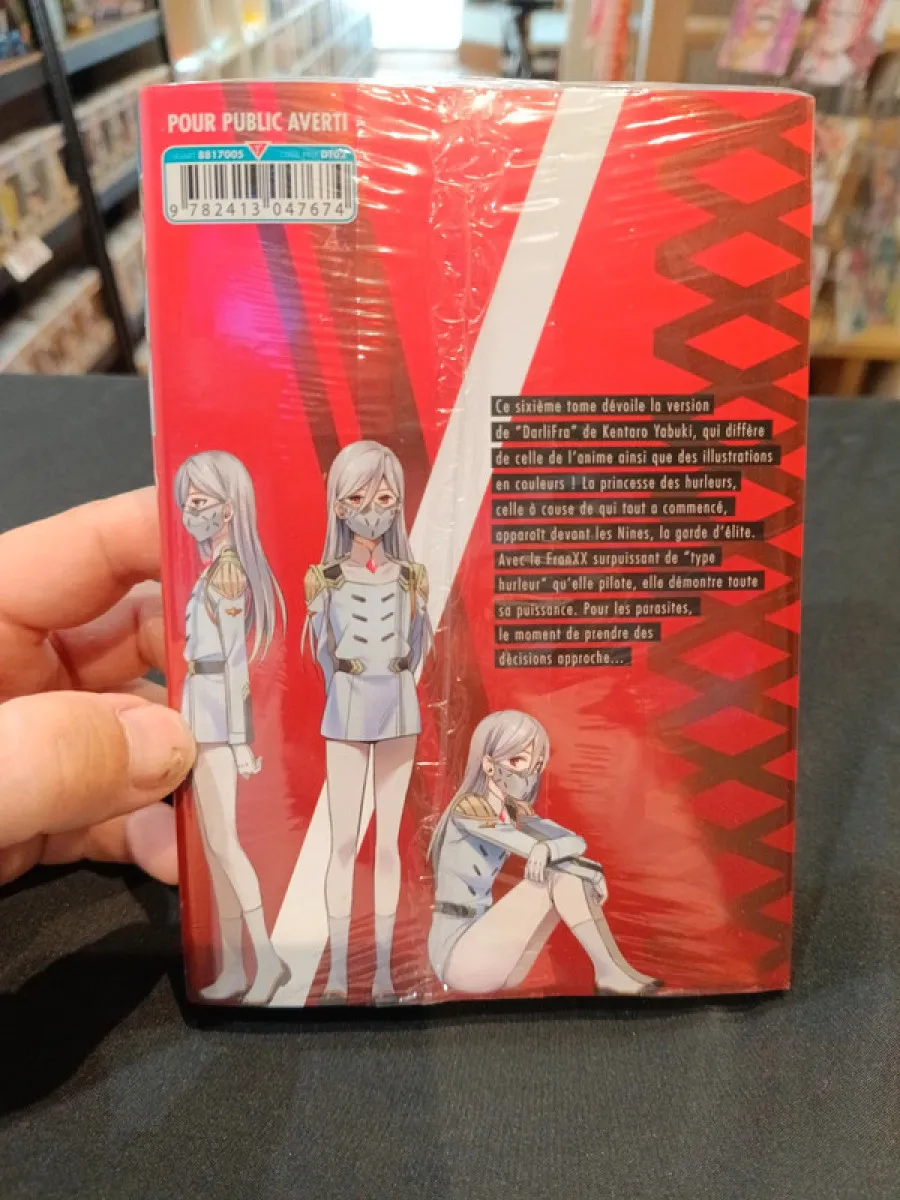 POUR PUBLIC AVERTI
8817005
DT02
9 782413 047674
Ce sixième tome dévoile la version
de "DarliFra" de Kentaro Yabuki, qui diffère
de celle de l'anime ainsi que des illustrations
en couleurs ! La princesse des hurleurs,
celle à cause de qui tout a commencé,
apparaît devant les Nines, la garde d'élite.
Avec le FranXX surpuissant de "type
hurleur" qu'elle pilote, elle démontre toute
sa puissance. Pour les parasites,
le moment de prendre des
décisions approche...